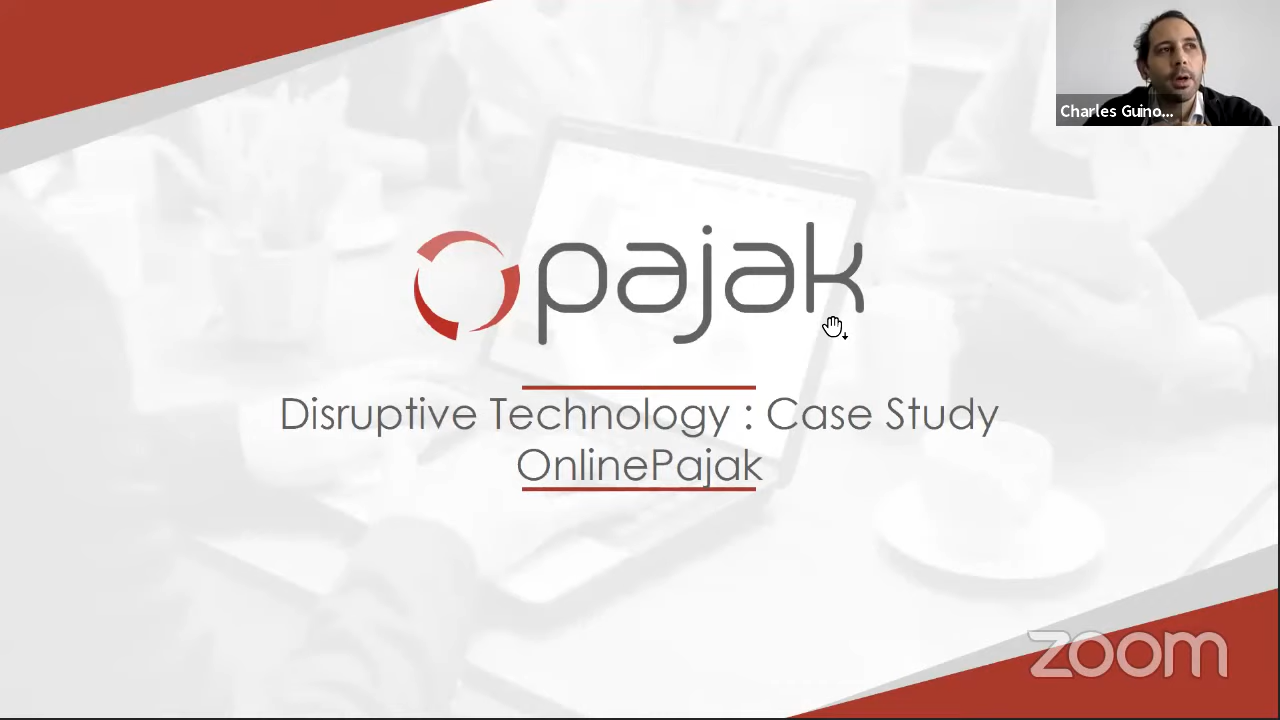 Charles Guino...
pajak
Disruptive Technology : Case Study
OnlinePajak
zoom